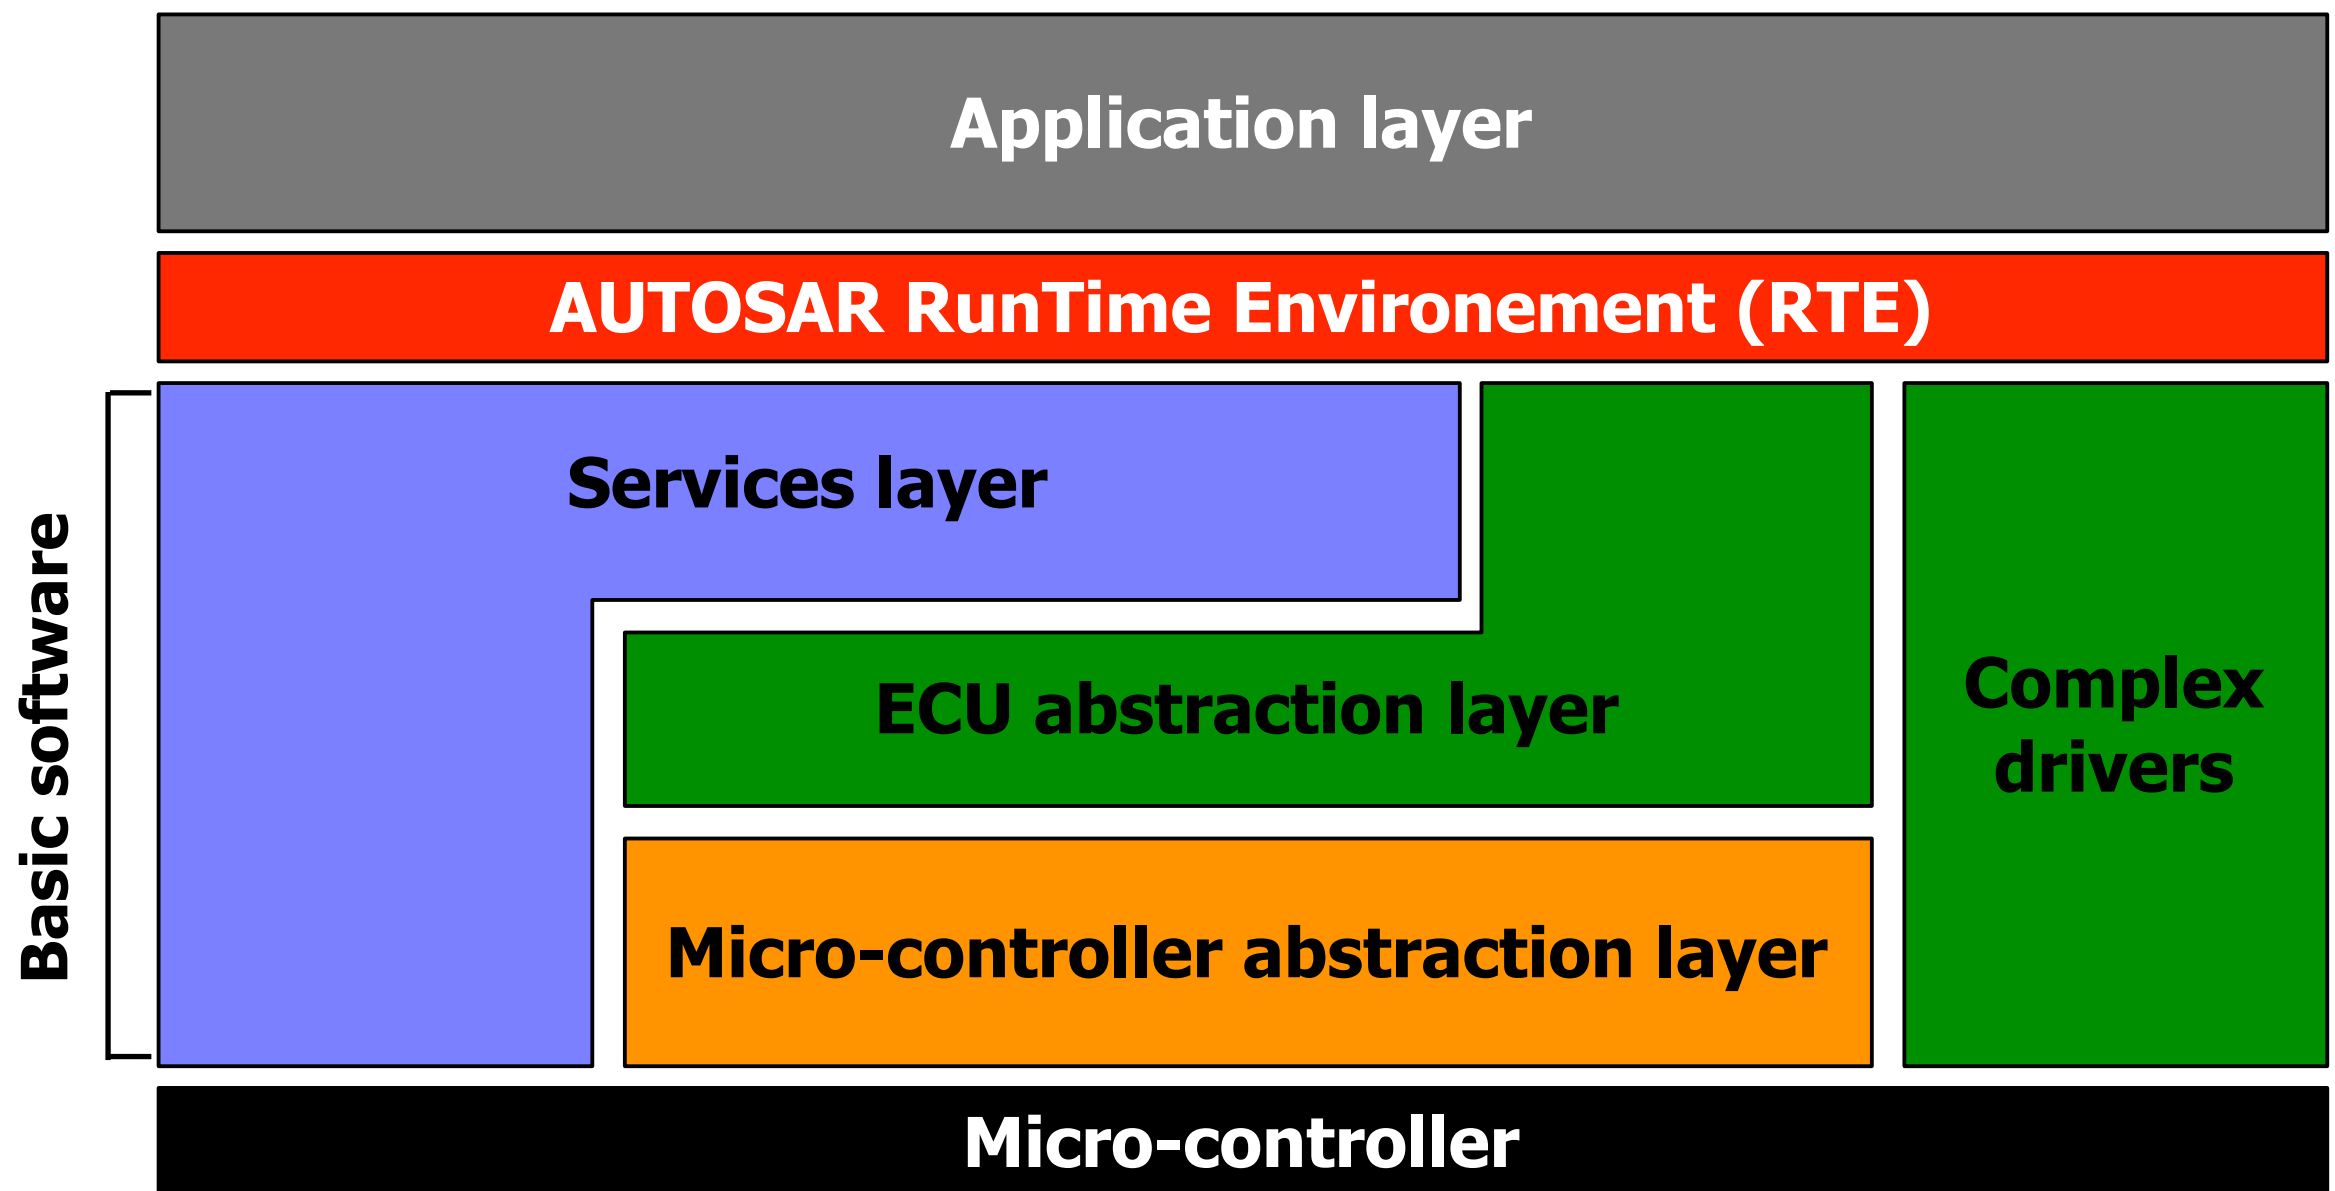 Application layer
AUTOSAR RunTime Environement (RTE)
Basic software
Services layer
ECU abstraction layer
Complex
drivers
Micro-controller abstraction layer
Micro-controller